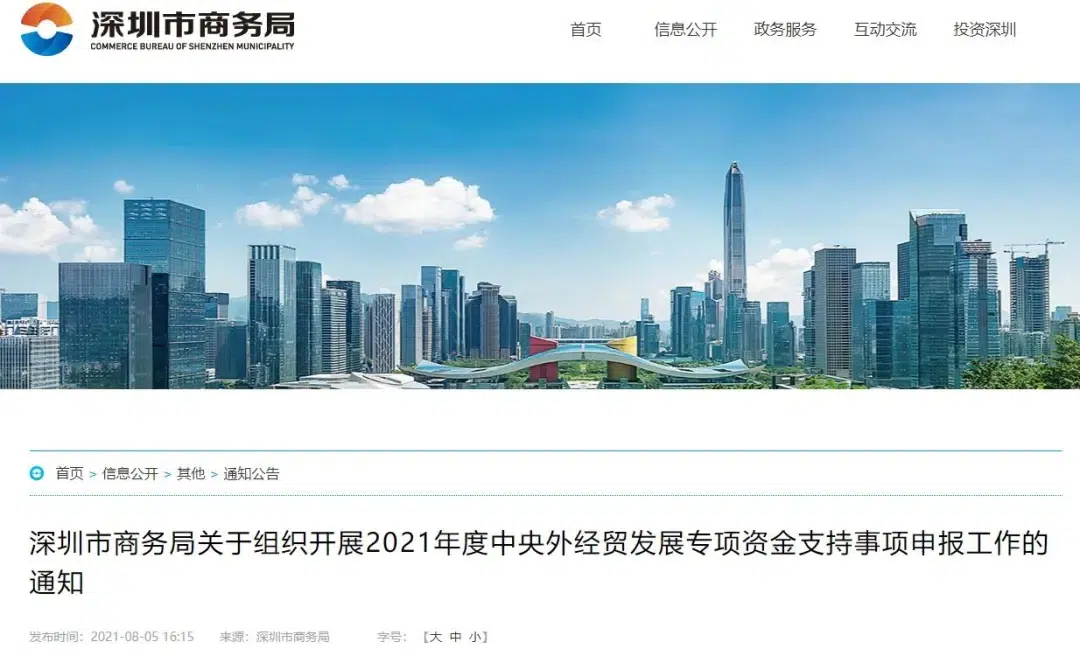 深圳市商务局
COMMERCE BUREAU OF SHENZHEN MUNICIPALITY
首页 信息公开 政务服务 互动交流 投资深圳
首页 > 信息公开 > 其他 > 通知公告
深圳市商务局关于组织开展2021年度中央外经贸发展专项资金支持事项申报工作的
通知
发布时间：2021-08-05 16:15 来源：深圳市商务局 字号：【大 中 小】